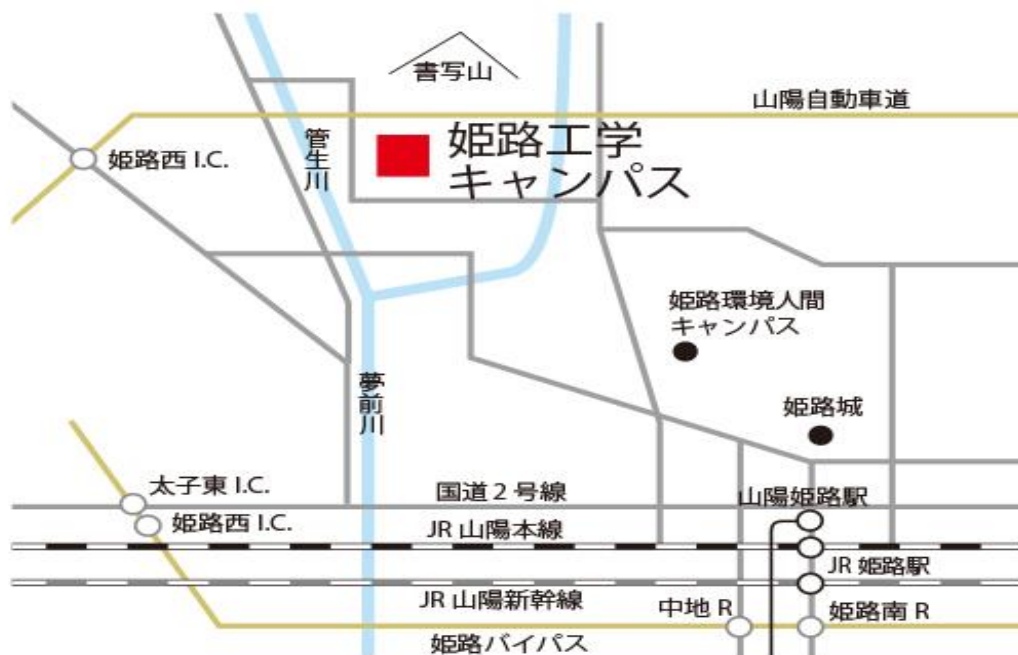 書写山
山陽自動車道
姫路工学
キャンパス
管生川
姫路西 I.C.
姫路環境人間
キャンパス
夢前川
姫路城
太子東 I.C.
国道2号線
山陽姫路駅
姫路西 I.C.
JR 山陽本線
JR 姫路駅
JR 山陽新幹線
中地 R
姫路南 R
姫路バイパス